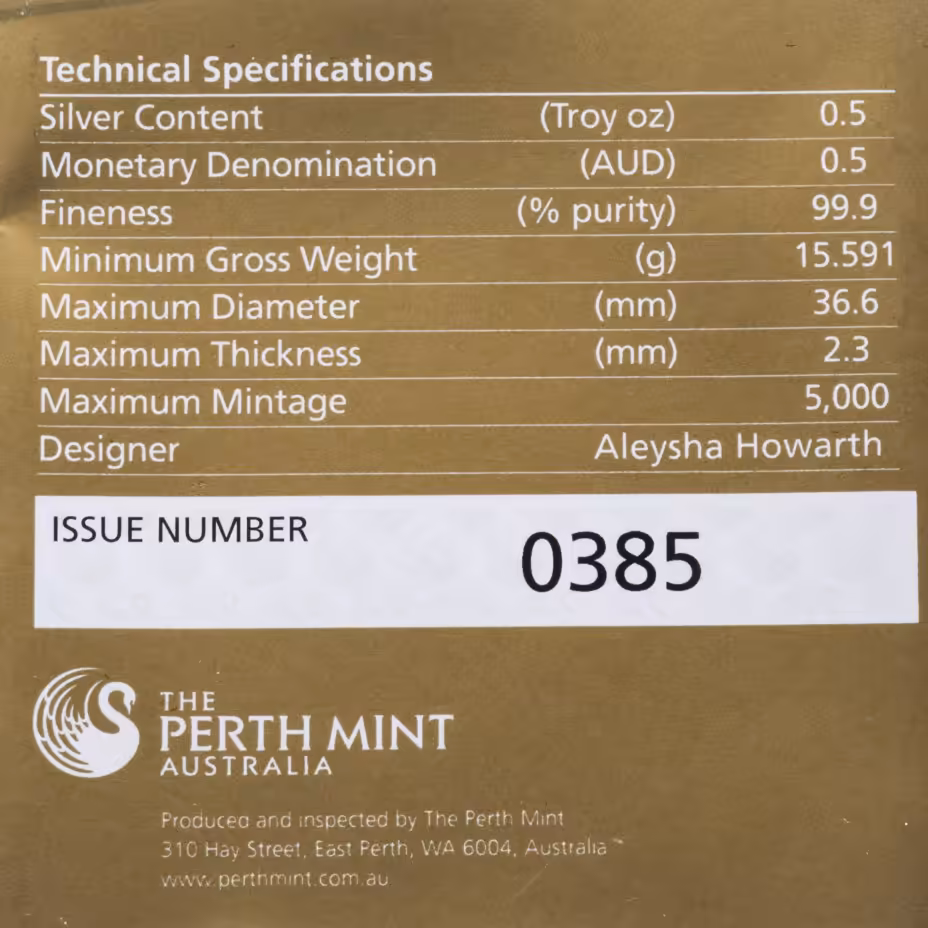 Technical Specifications
Silver Content (Troy oz) 0.5
Monetary Denomination (AUD) 0.5
Fineness (% purity) 99.9
Minimum Gross Weight (g) 15.591
Maximum Diameter (mm) 36.6
Maximum Thickness (mm) 2.3
Maximum Mintage 5,000
Designer Aleysha Howarth
ISSUE NUMBER 0385
THE
PERTH MINT
AUSTRALIA
Produced and inspected by The Perth Mint
310 Hay Street, East Perth, WA 6004, Australia
www.perthmint.com.au